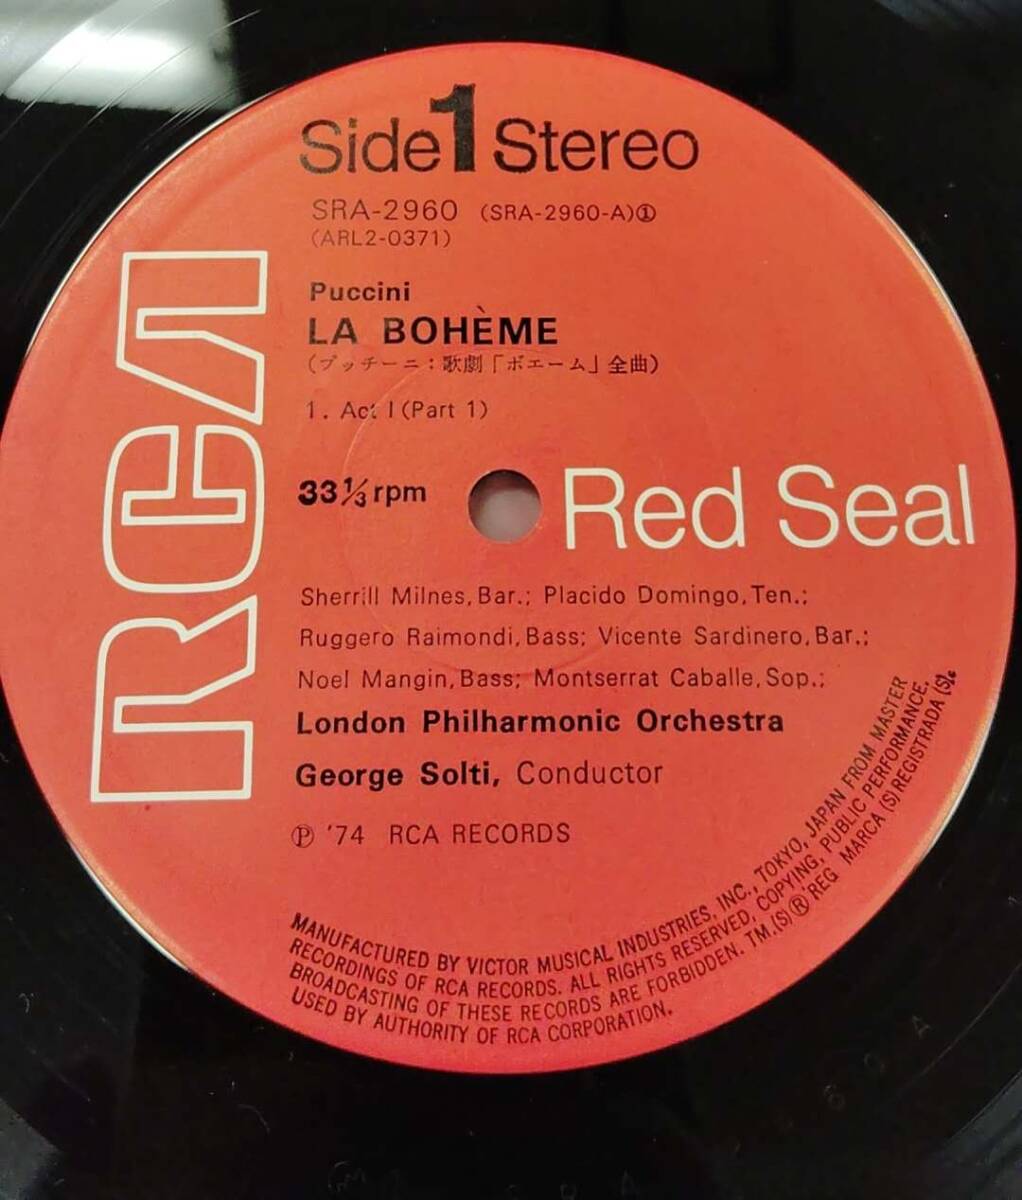 Side 1 Stereo
SRA-2960 (SRA-2960-A)①
(ARL2-0371)
Puccini
LA BOHÈME
(プッチーニ：歌劇「ボエーム」全曲)
1. Act I (Part 1)
33 1/3 rpm
Red Seal
RCA
Sherrill Milnes, Bar.; Placido Domingo, Ten.;
Ruggero Raimondi, Bass; Vicente Sardinero, Bar.;
Noel Mangin, Bass; Montserrat Caballe, Sop.;
London Philharmonic Orchestra
George Solti, Conductor
Ⓟ '74 RCA RECORDS
MANUFACTURED BY VICTOR MUSICAL INDUSTRIES, INC., TOKYO, JAPAN FROM MASTER
RECORDINGS OF RCA RECORDS. ALL RIGHTS RESERVED, COPYING, PUBLIC PERFORMANCE,
BROADCASTING OF THESE RECORDS ARE FORBIDDEN. TM.(S)® REG MARCA (S) REGISTRADA (S)
USED BY AUTHORITY OF RCA CORPORATION.